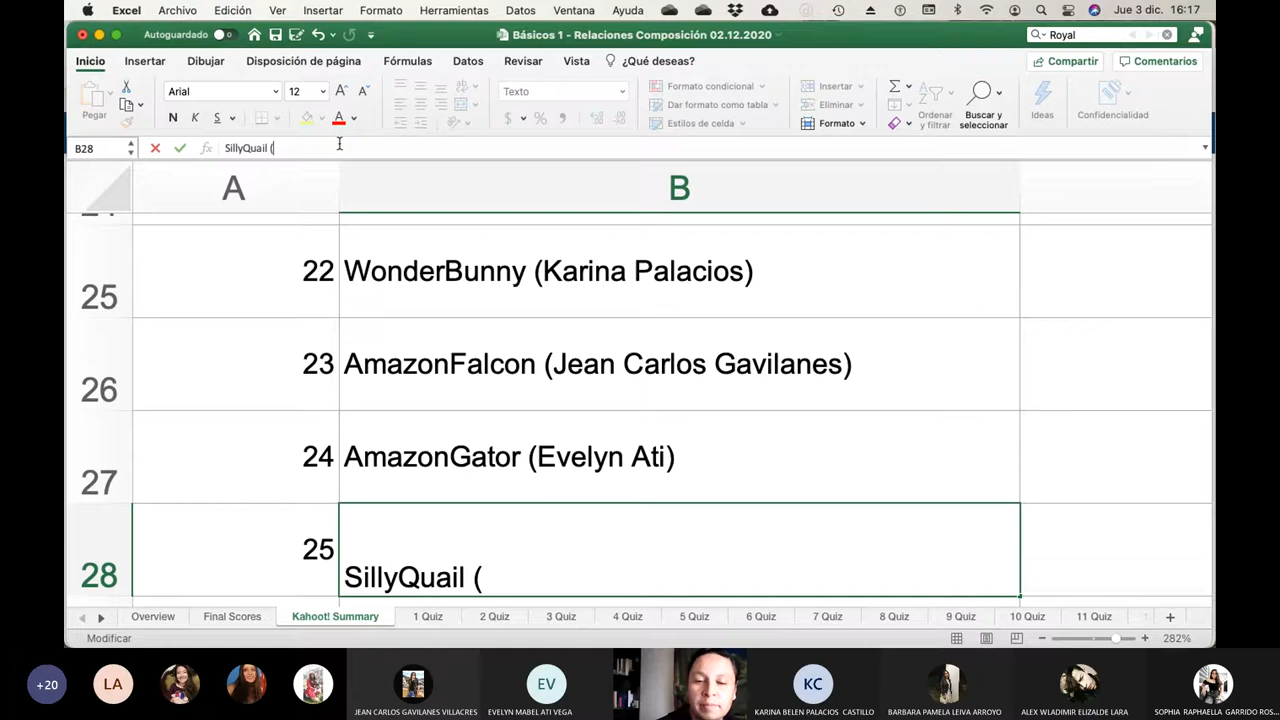 Excel Archivo Edición Ver Insertar Formato Herramientas Datos Ventana Ayuda Jue 3 dic. 16:17
Autoguardado Básicos 1 - Relaciones Composición 02.12.2020 Royal
Inicio Insertar Dibujar Disposición de página Fórmulas Datos Revisar Vista ¿Qué deseas? Compartir Comentarios
Pegar
Arial 12
N K S
Texto
Formato condicional
Dar formato como tabla
Estilos de celda
Insertar
Eliminar
Formato
Ordenar
y filtrar
Buscar y
seleccionar
Ideas
Confidencialidad
B28 fx SillyQuail (
A B
25 22 WonderBunny (Karina Palacios)
26 23 AmazonFalcon (Jean Carlos Gavilanes)
27 24 AmazonGator (Evelyn Ati)
28 25 SillyQuail (
Overview Final Scores Kahoot! Summary 1 Quiz 2 Quiz 3 Quiz 4 Quiz 5 Quiz 6 Quiz 7 Quiz 8 Quiz 9 Quiz 10 Quiz 11 Quiz
Modificar 282%
+20 LA EV KC
JEAN CARLOS GAVILANES VILLACRES EVELYN MABEL ATI VEGA KARINA BELEN PALACIOS CASTILLO BARBARA PAMELA LEIVA ARROYO ALEX WLADIMIR ELIZALDE LARA SOPHIA RAPHAELLA GARRIDO ROS...